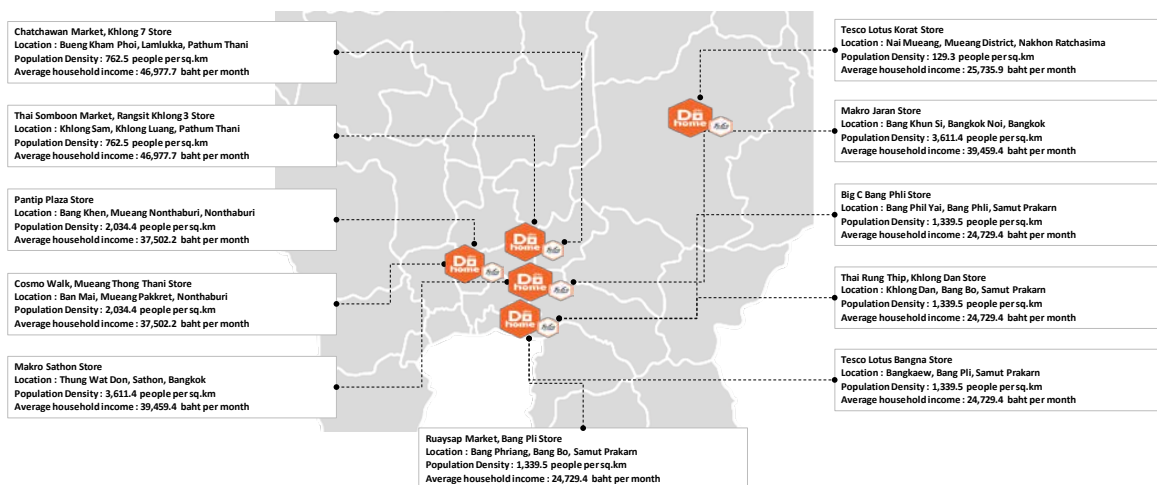 Chatchawan Market, Khlong 7 Store
Location : Bueng Kham Phoi, Lamlukka, Pathum Thani
Population Density : 762.5 people per sq.km
Average household income : 46,977.7 baht per month
Thai Somboon Market, Rangsit Khlong 3 Store
Location : Khlong Sam, Khlong Luang, Pathum Thani
Population Density : 762.5 people per sq.km
Average household income : 46,977.7 baht per month
Pantip Plaza Store
Location : Bang Khen, Mueang Nonthaburi, Nonthaburi
Population Density : 2,034.4 people per sq.km
Average household income : 37,502.2 baht per month
Cosmo Walk, Mueang Thong Thani Store
Location : Ban Mai, Mueang Pakkret, Nonthaburi
Population Density : 2,034.4 people per sq.km
Average household income : 37,502.2 baht per month
Makro Sathon Store
Location : Thung Wat Don, Sathon, Bangkok
Population Density : 3,611.4 people per sq.km
Average household income : 39,459.4 baht per month
Tesco Lotus Korat Store
Location : Nai Mueang, Mueang District, Nakhon Ratchasima
Population Density : 129.3 people per sq.km
Average household income : 25,735.9 baht per month
Makro Jaran Store
Location : Bang Khun Si, Bangkok Noi, Bangkok
Population Density : 3,611.4 people per sq.km
Average household income : 39,459.4 baht per month
Big C Bang Phli Store
Location : Bang Phil Yai, Bang Phli, Samut Prakarn
Population Density : 1,339.5 people per sq.km
Average household income : 24,729.4 baht per month
Thai Rung Thip, Khlong Dan Store
Location : Khlong Dan, Bang Bo, Samut Prakarn
Population Density : 1,339.5 people per sq.km
Average household income : 24,729.4 baht per month
Tesco Lotus Bangna Store
Location : Bangkaew, Bang Pli, Samut Prakarn
Population Density : 1,339.5 people per sq.km
Average household income : 24,729.4 baht per month
Ruaysap Market, Bang Pli Store
Location : Bang Phriang, Bang Bo, Samut Prakarn
Population Density : 1,339.5 people per sq.km
Average household income : 24,729.4 baht per month
Do home
Do home
Do home
Do home
Do home